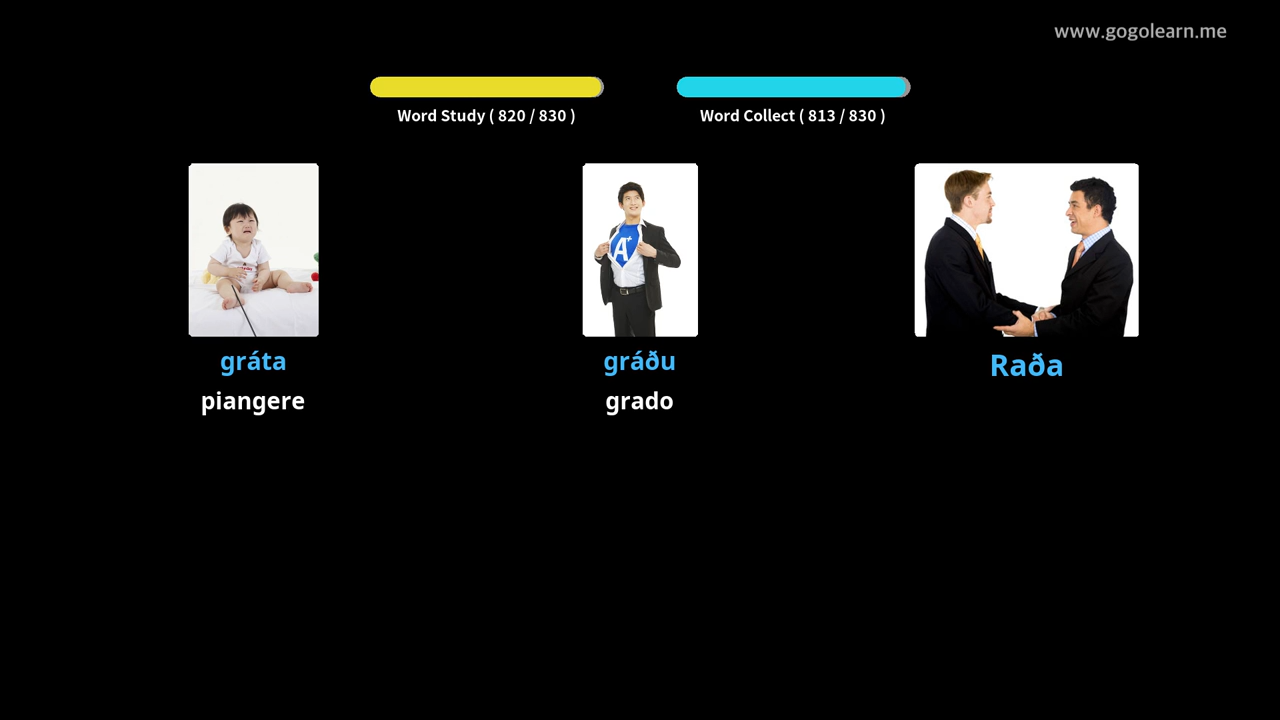 www.gogolearn.me
Word Study ( 820 / 830 )
Word Collect ( 813 / 830 )
A+
gráta
gráðu
Raða
piangere
grado